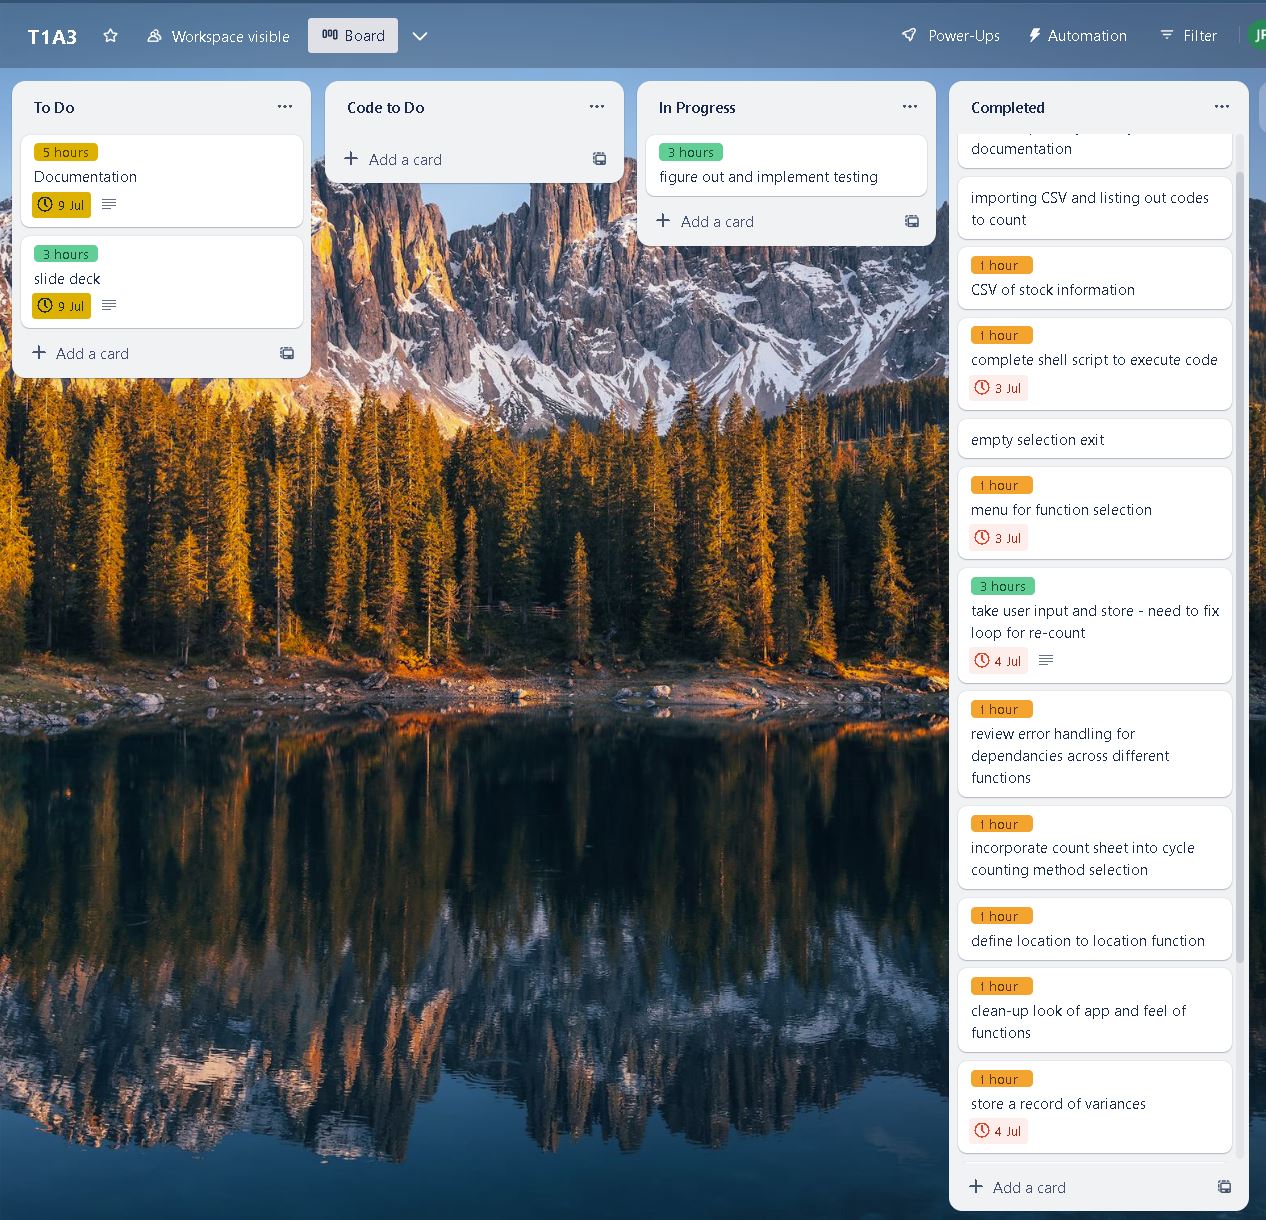 T1A3
Workspace visible
Board
Power-Ups
Automation
Filter
To Do
5 hours
Documentation
9 Jul
3 hours
slide deck
9 Jul
Add a card
Code to Do
Add a card
In Progress
3 hours
figure out and implement testing
Add a card
Completed
documentation
importing CSV and listing out codes
to count
1 hour
CSV of stock information
1 hour
complete shell script to execute code
3 Jul
empty selection exit
1 hour
menu for function selection
3 Jul
3 hours
take user input and store - need to fix
loop for re-count
4 Jul
1 hour
review error handling for
dependancies across different
functions
1 hour
incorporate count sheet into cycle
counting method selection
1 hour
define location to location function
1 hour
clean-up look of app and feel of
functions
1 hour
store a record of variances
4 Jul
Add a card